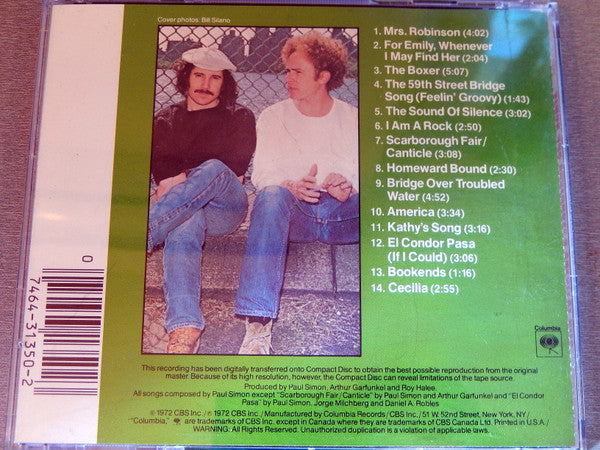 Cover photos: Bill Silano
1. Mrs. Robinson (4:02)
2. For Emily, Whenever
I May Find Her (2:04)
3. The Boxer (5:07)
4. The 59th Street Bridge
Song (Feelin' Groovy) (1:43)
5. The Sound Of Silence (3:02)
6. I Am A Rock (2:50)
7. Scarborough Fair/
Canticle (3:08)
8. Homeward Bound (2:30)
9. Bridge Over Troubled
Water (4:52)
10. America (3:34)
11. Kathy's Song (3:16)
12. El Condor Pasa
(If I Could) (3:06)
13. Bookends (1:16)
14. Cecilia (2:55)
0
7464-31350-2
Columbia
This recording has been digitally transferred onto Compact Disc to obtain the best possible reproduction from the original
master. Because of its high resolution, however, the Compact Disc can reveal limitations of the tape source.
Produced by Paul Simon, Arthur Garfunkel and Roy Halee.
All songs composed by Paul Simon except "Scarborough Fair/Canticle" by Paul Simon and Arthur Garfunkel and "El Condor
Pasa" by Paul Simon, Jorge Milchberg and Daniel A. Robles
© 1972 CBS Inc./℗ 1972 CBS Inc./Manufactured by Columbia Records/CBS Inc./51 W. 52nd Street, New York, NY/
"Columbia," are trademarks of CBS Inc. except in Canada where they are trademarks of CBS Canada Ltd. Printed in U.S.A./
WARNING: All Rights Reserved. Unauthorized duplication is a violation of applicable laws.